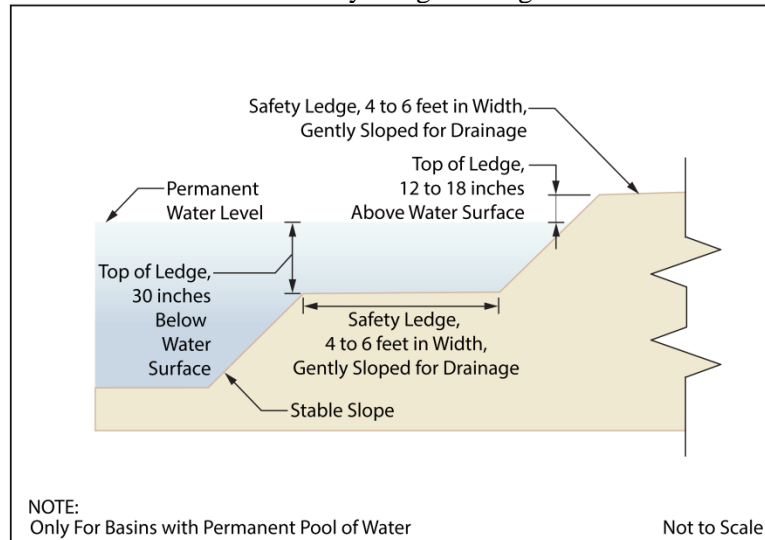 Safety Ledge, 4 to 6 feet in Width,
Gently Sloped for Drainage
Top of Ledge,
12 to 18 inches
Above Water Surface
Permanent
Water Level
Top of Ledge,
30 inches
Below
Water
Surface
Safety Ledge,
4 to 6 feet in Width,
Gently Sloped for Drainage
Stable Slope
NOTE:
Only For Basins with Permanent Pool of Water
Not to Scale